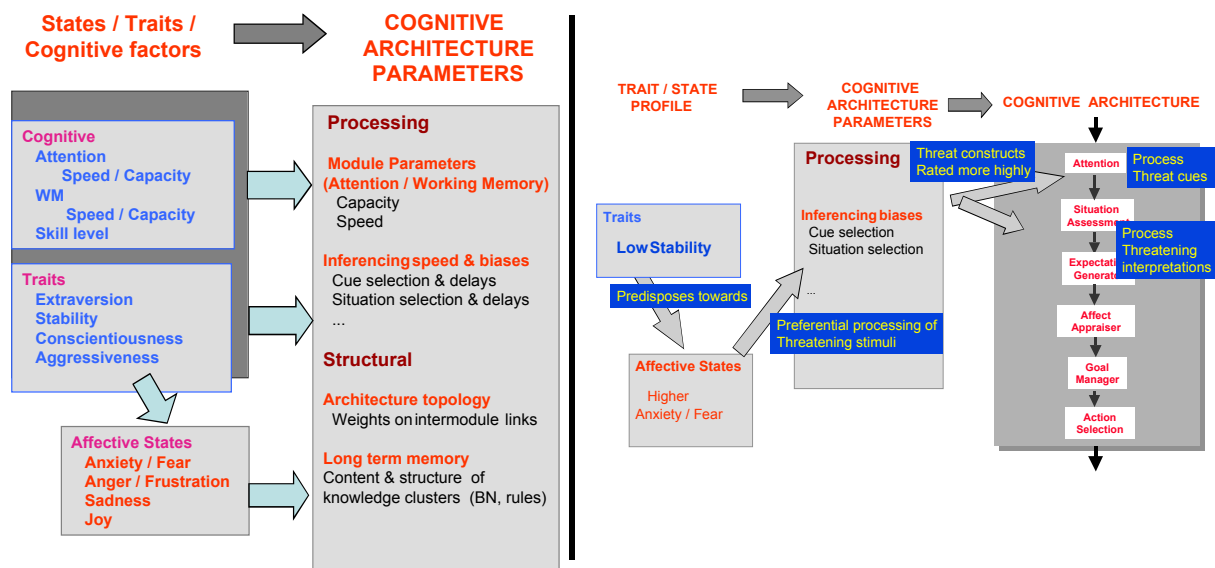 States / Traits /
Cognitive factors
COGNITIVE
ARCHITECTURE
PARAMETERS
Cognitive
Attention
Speed / Capacity
WM
Speed / Capacity
Skill level
Traits
Extraversion
Stability
Conscientiousness
Aggressiveness
Affective States
Anxiety / Fear
Anger / Frustration
Sadness
Joy
Processing
Module Parameters
(Attention / Working Memory)
Capacity
Speed
Inferencing speed & biases
Cue selection & delays
Situation selection & delays
...
Structural
Architecture topology
Weights on intermodule links
Long term memory
Content & structure of
knowledge clusters (BN, rules)
TRAIT / STATE
PROFILE
COGNITIVE
ARCHITECTURE
PARAMETERS
COGNITIVE ARCHITECTURE
Traits
Low Stability
Predisposes towards
Affective States
Higher
Anxiety / Fear
Processing
Inferencing biases
Cue selection
Situation selection
...
Preferential processing of
Threatening stimuli
Threat constructs
Rated more highly
Attention
Process
Threat cues
Situation
Assessment
Process
Threatening
interpretations
Expectatio
Generato
Affect
Appraiser
Goal
Manager
Action
Selection